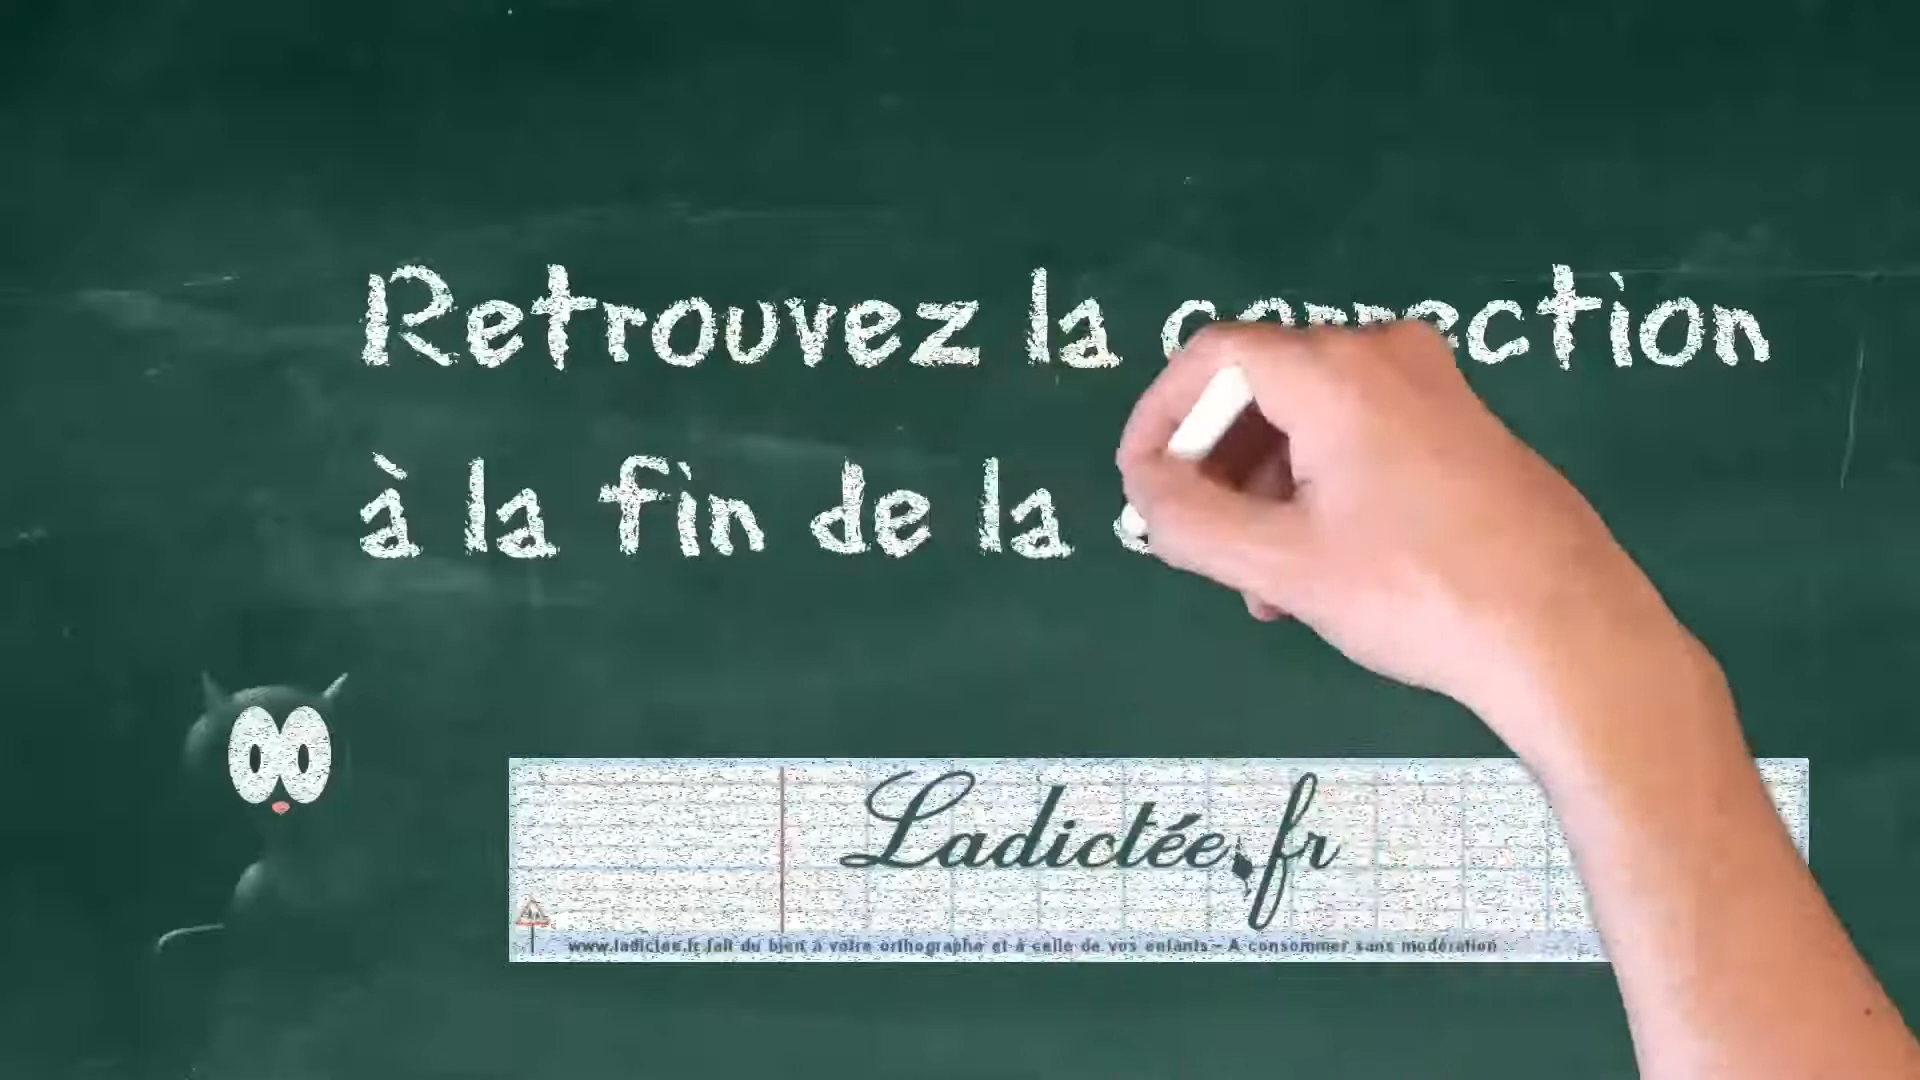 Retrouvez la correction
à la fin de la
Ladictée.fr
www.ladictee.fr fait du bien à votre orthographe et à celle de vos enfants - A consommer sans modération